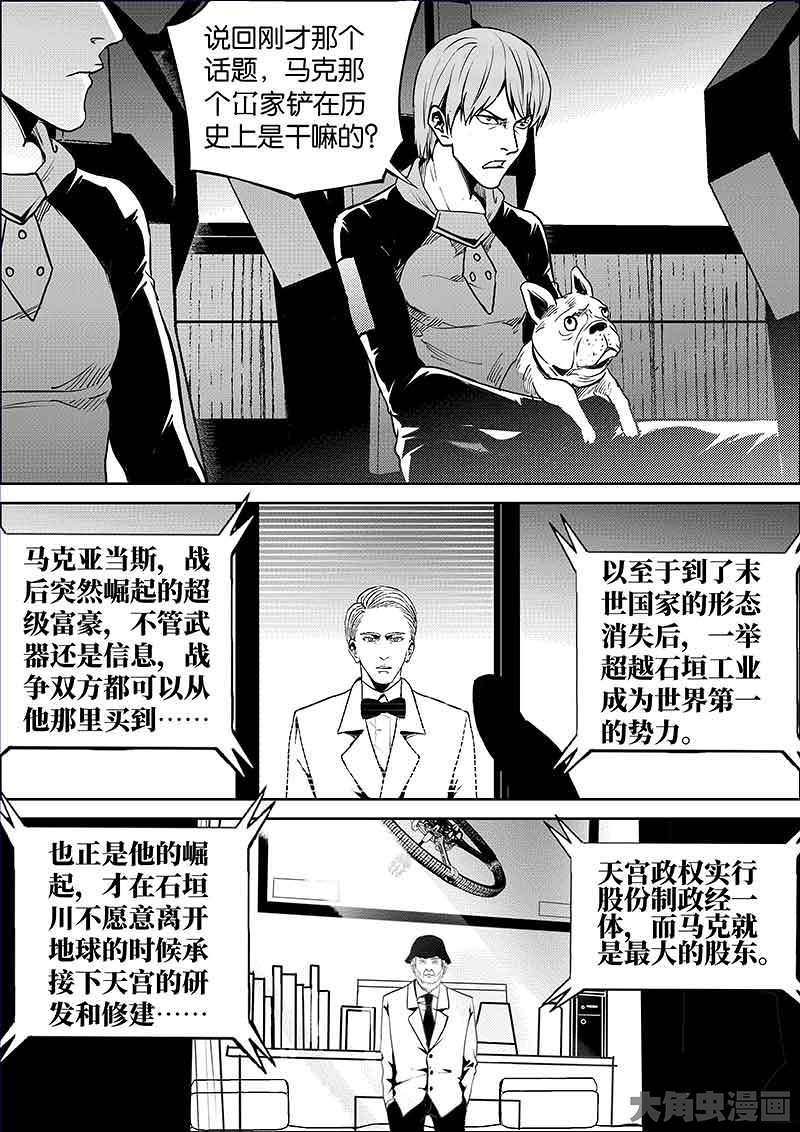 说回刚才那个
话题，马克那
个冚家铲在历
史上是干嘛的？
马克亚当斯，战
后突然崛起的超
级富豪，不管武
器还是信息，战
争双方都可以从
他那里买到……
以至于到了末
世国家的形态
消失后，一举
超越石垣工业
成为世界第一
的势力。
也正是他的崛
起，才在石垣
川不愿意离开
地球的时候承
接下天宫的研
发和修建……
天宫政权实行
股份制政经一
体，而马克就
是最大的股东。
大角虫漫画